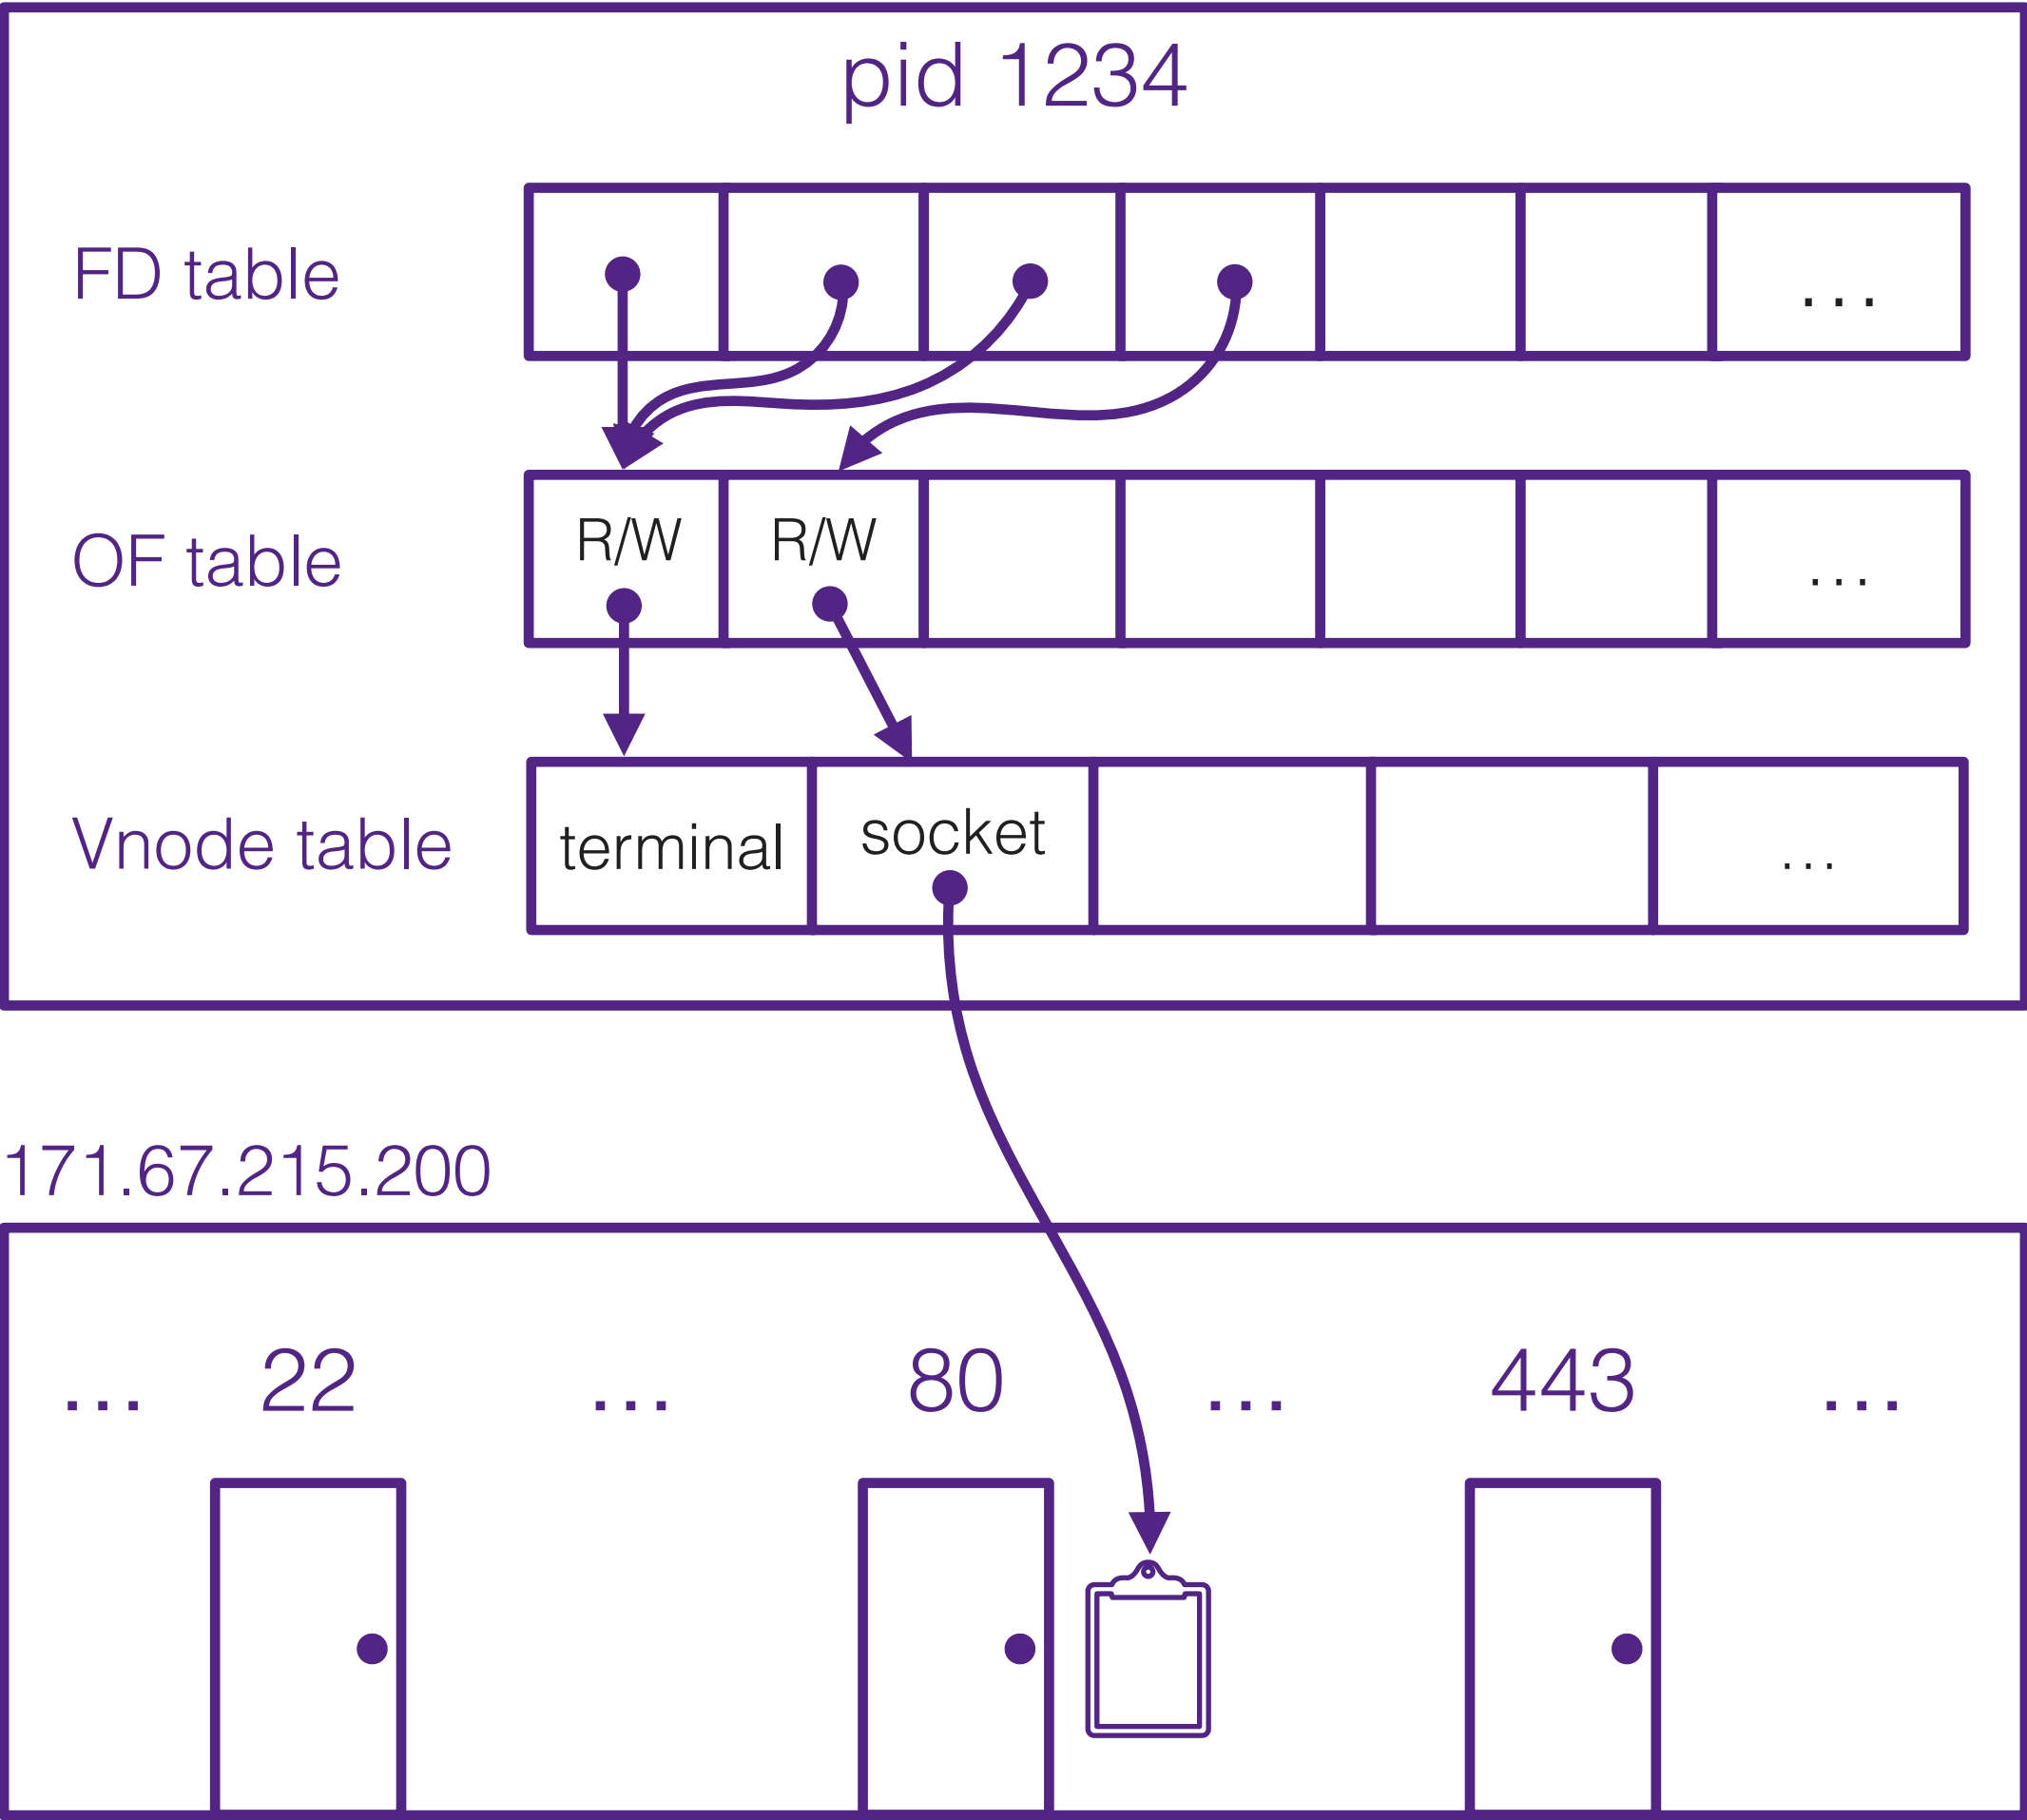 pid 1234
FD table
...
OF table
R/W R/W ...
Vnode table
terminal socket ...
171.67.215.200
... 22 ... 80 ... 443 ...